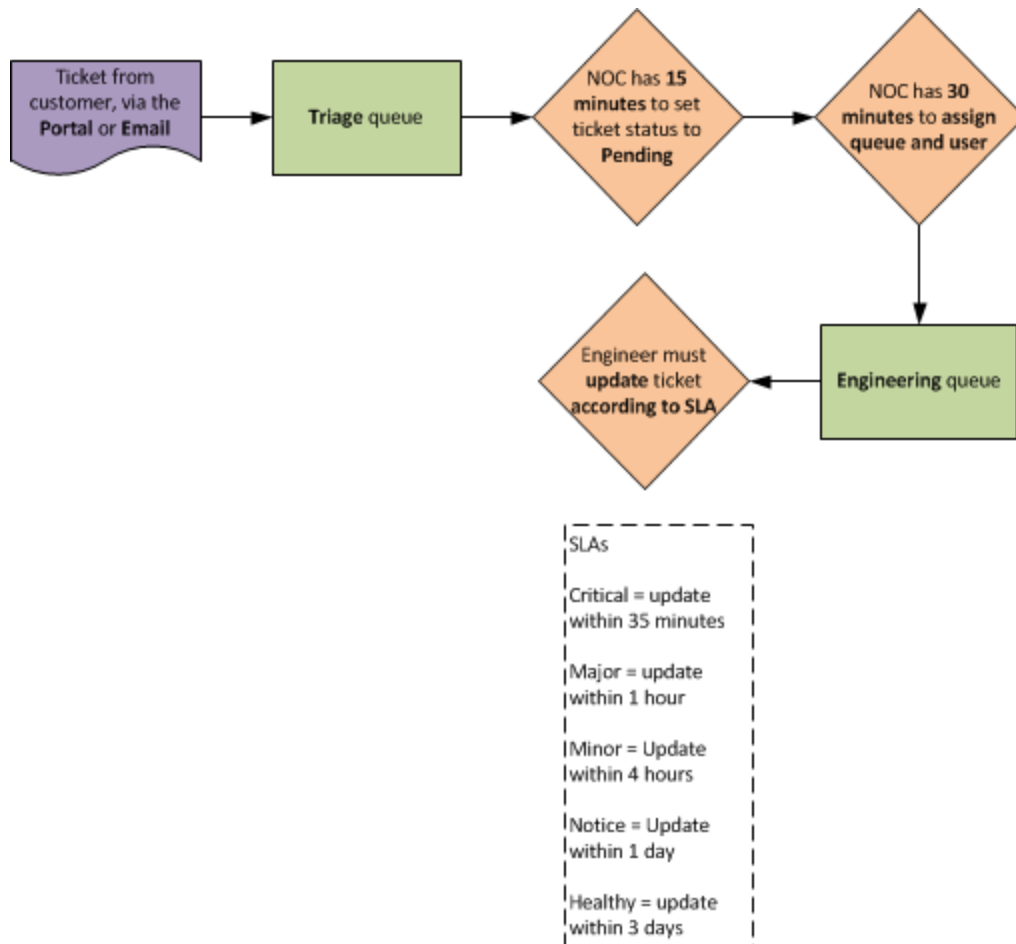 Ticket from
customer, via the
Portal or Email
Triage queue
NOC has 15
minutes to set
ticket status to
Pending
NOC has 30
minutes to assign
queue and user
Engineering queue
Engineer must
update ticket
according to SLA
SLAs
Critical = update
within 35 minutes
Major = update
within 1 hour
Minor = Update
within 4 hours
Notice = Update
within 1 day
Healthy = update
within 3 days